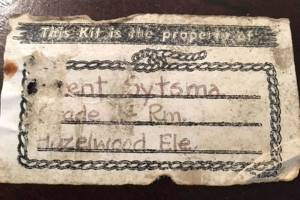 This Kit is the property of
ent Sytsma
ade Rm.
Hazelwood Ele.